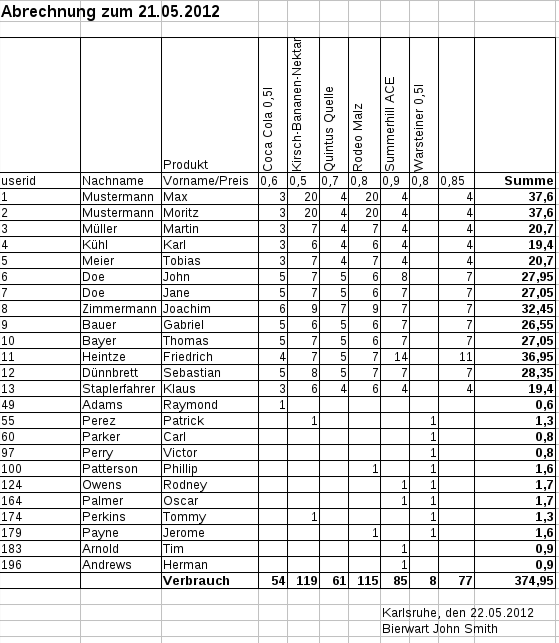 Abrechnung zum 21.05.2012
Produkt Coca Cola 0,5l Kirsch-Bananen-Nektar Quintus Quelle Rodeo Malz Summerhill ACE Warsteiner 0,5l
userid Nachname Vorname/Preis 0,6 0,5 0,7 0,8 0,9 0,8 0,85 Summe
1 Mustermann Max 3 20 4 20 4 4 37,6
2 Mustermann Moritz 3 20 4 20 4 4 37,6
3 Müller Martin 3 7 4 7 4 4 20,7
4 Kühl Karl 3 6 4 6 4 4 19,4
5 Meier Tobias 3 7 4 7 4 4 20,7
6 Doe John 5 7 5 6 8 7 27,95
7 Doe Jane 5 7 5 6 7 7 27,05
8 Zimmermann Joachim 6 9 7 9 7 7 32,45
9 Bauer Gabriel 5 6 5 6 7 7 26,55
10 Bayer Thomas 5 7 5 6 7 7 27,05
11 Heintze Friedrich 4 7 5 7 14 11 36,95
12 Dünnbrett Sebastian 5 8 5 7 7 7 28,35
13 Staplerfahrer Klaus 3 6 4 6 4 4 19,4
49 Adams Raymond 1 0,6
55 Perez Patrick 1 1 1,3
60 Parker Carl 1 0,8
97 Perry Victor 1 0,8
100 Patterson Phillip 1 1 1,6
124 Owens Rodney 1 1 1,7
164 Palmer Oscar 1 1 1,7
174 Perkins Tommy 1 1 1,3
179 Payne Jerome 1 1 1,6
183 Arnold Tim 1 0,9
196 Andrews Herman 1 0,9
Verbrauch 54 119 61 115 85 8 77 374,95
Karlsruhe, den 22.05.2012
Bierwart John Smith